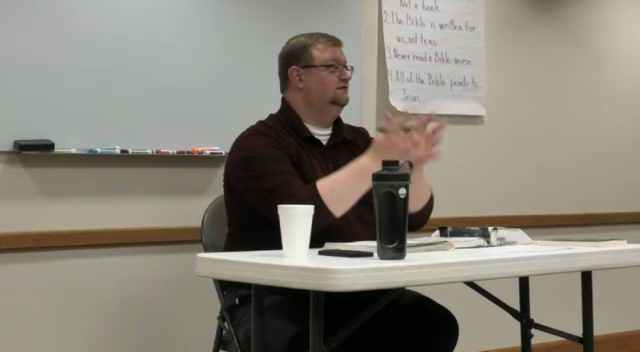 Not a book.
2. The Bible is written for
us, not to us.
3. Never read a Bible verse.
4. All of the Bible points to
Jesus.